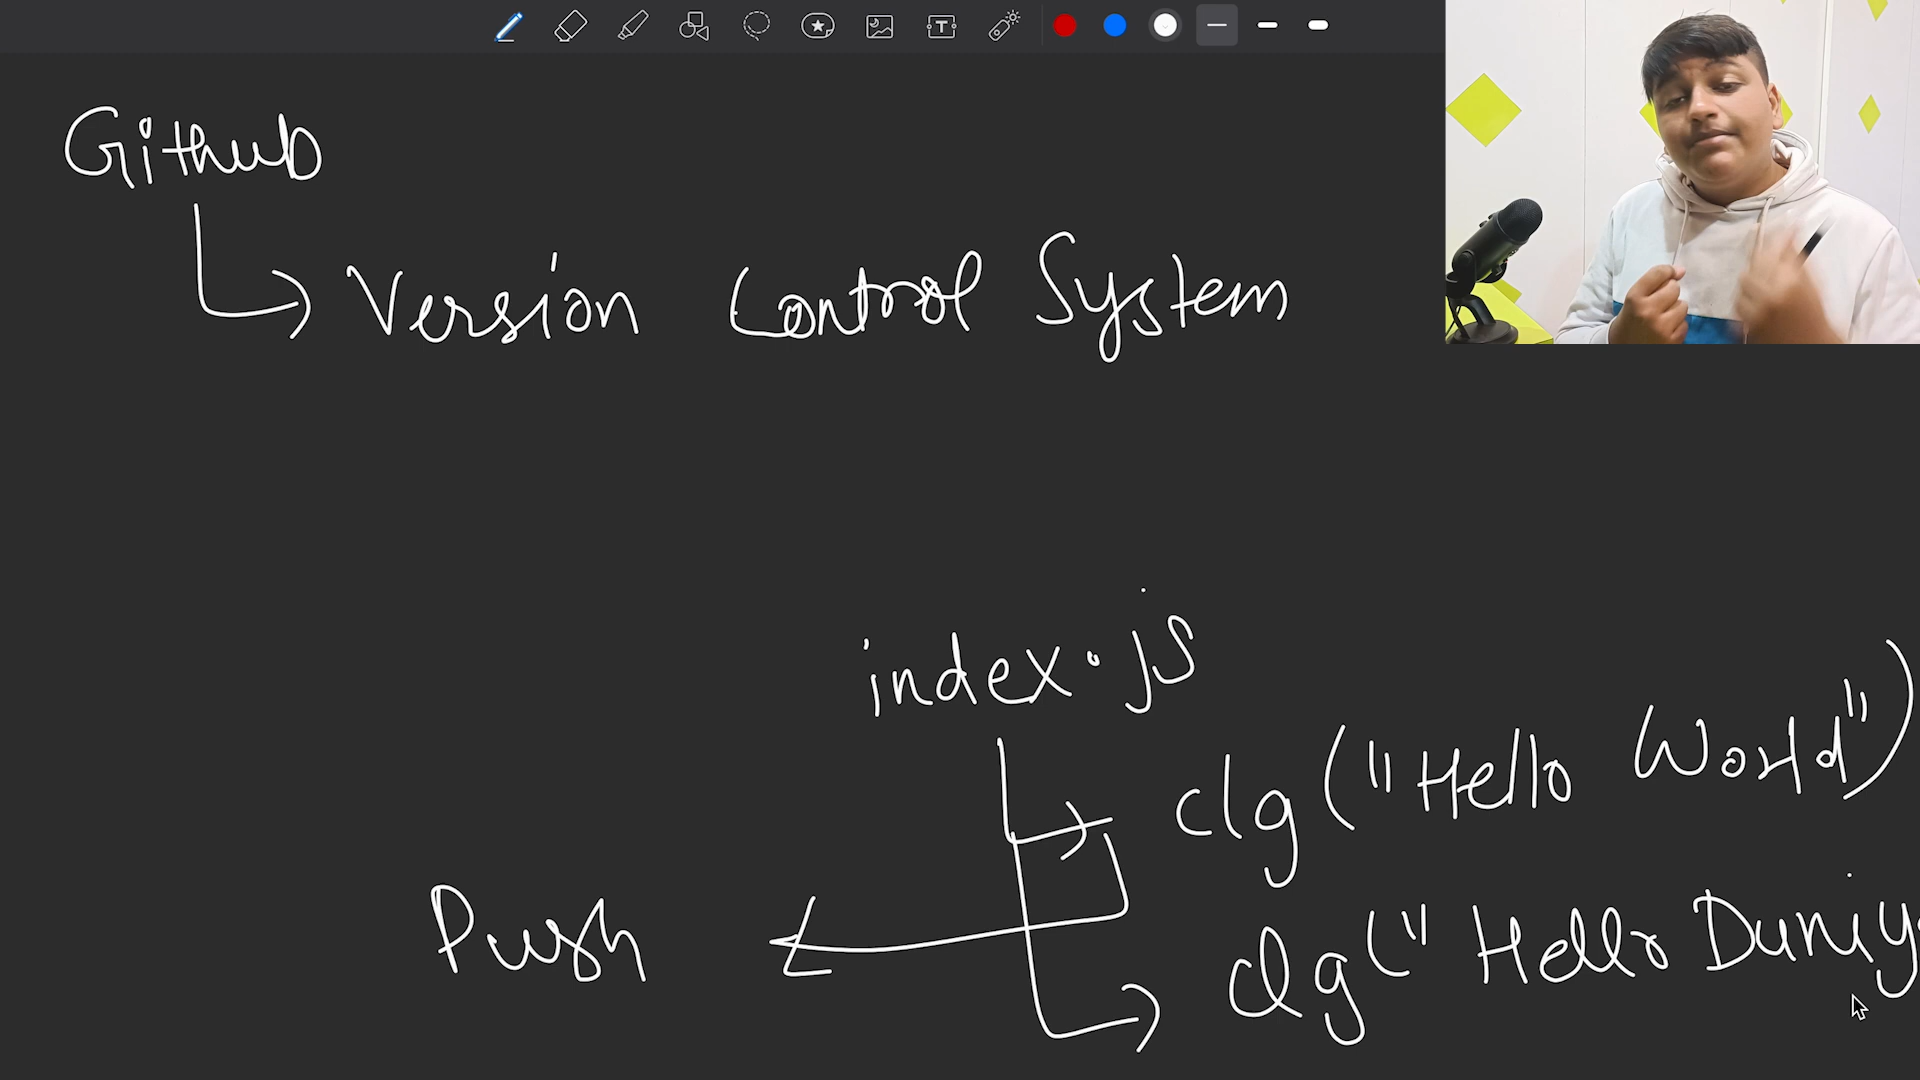 Github
Version Control System
index.js
clg ("Hello World")
Push
clg (" Hello Duniy